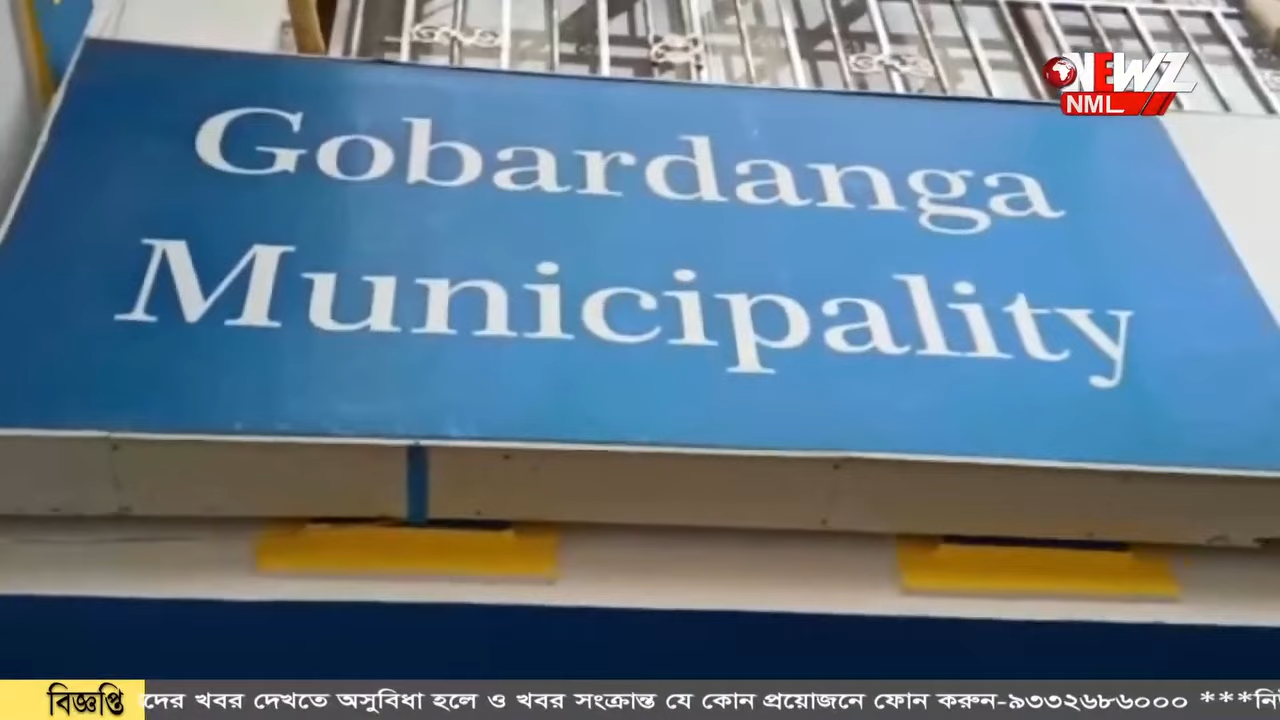 NEWZ
NML
Gobardanga
Municipality
বিজ্ঞপ্তি
দের খবর দেখতে অসুবিধা হলে ও খবর সংক্রান্ত যে কোন প্রয়োজনে ফোন করুন-৯৩৩২৬৮৬০০০ ***নি